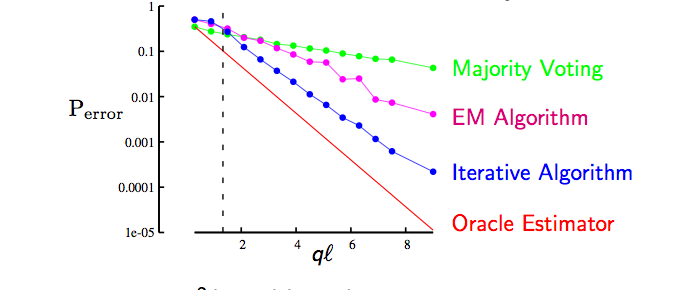 1
0.1
0.01
0.001
0.0001
1e-05
P_error
2
4
6
8
qℓ
Majority Voting
EM Algorithm
Iterative Algorithm
Oracle Estimator